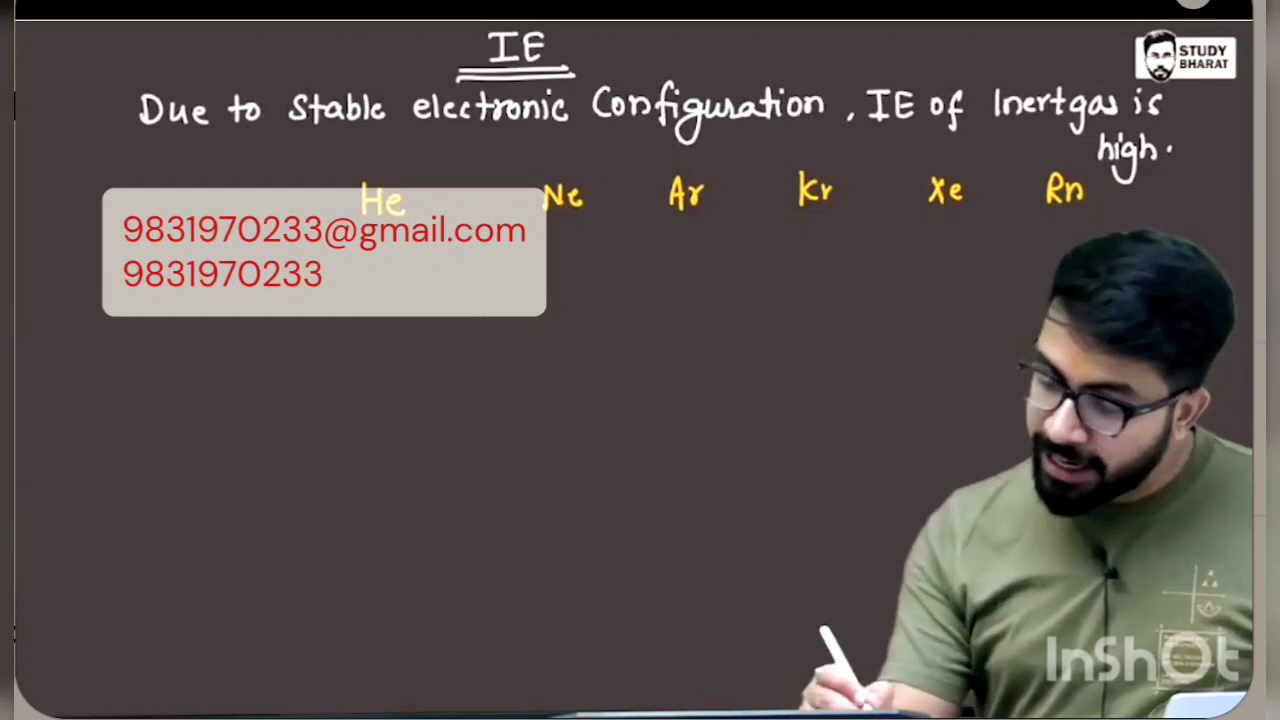 IE
STUDY
BHARAT
Due to Stable electronic Configuration, IE of Inertgas is
high.
He Ne Ar Kr Xe Rn
9831970233@gmail.com
9831970233
InShOt